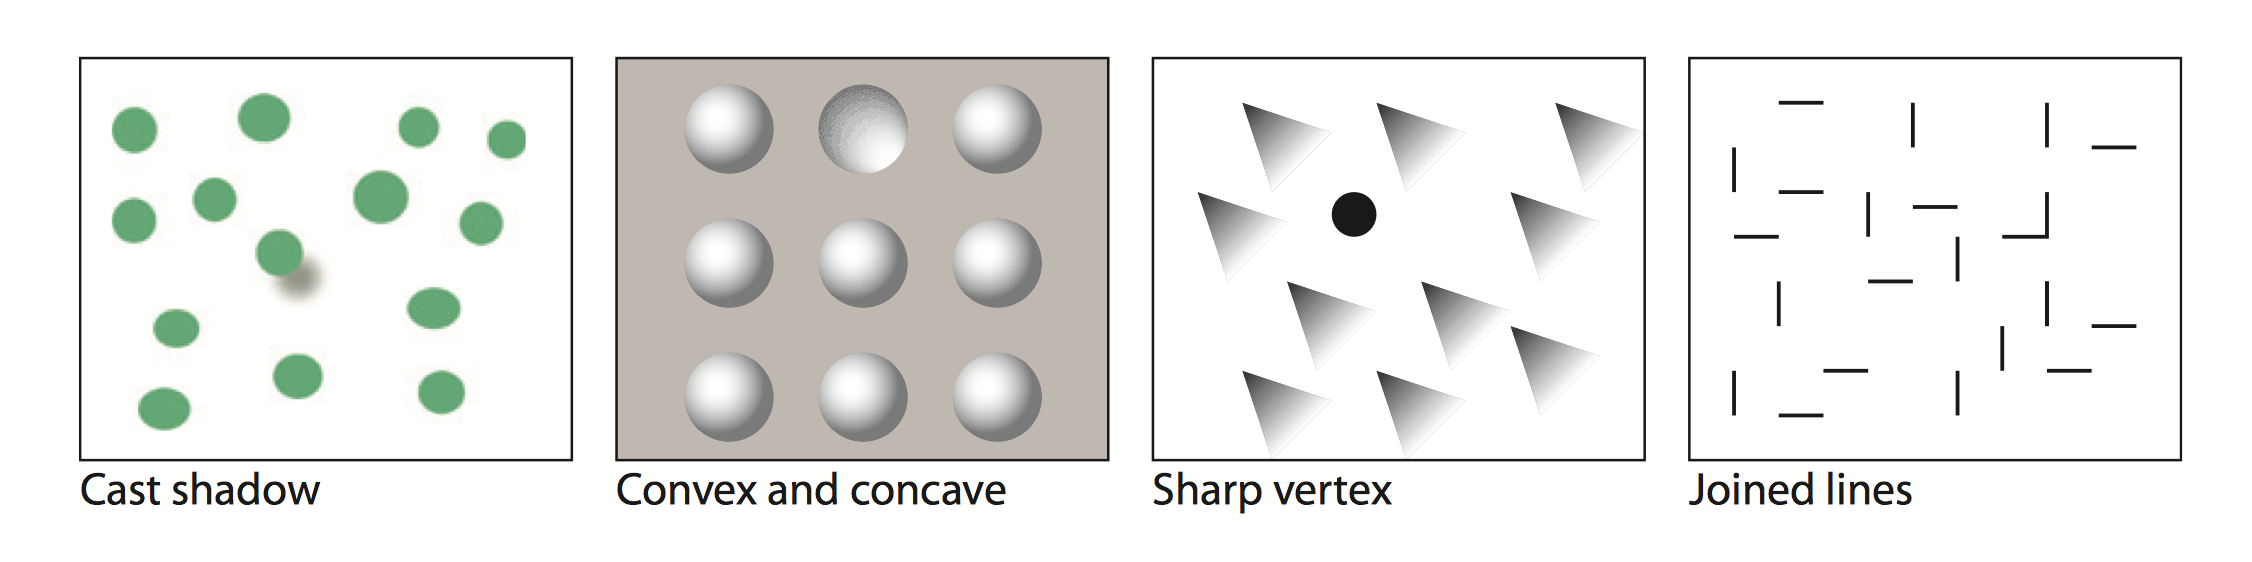 Cast shadow
Convex and concave
Sharp vertex
Joined lines